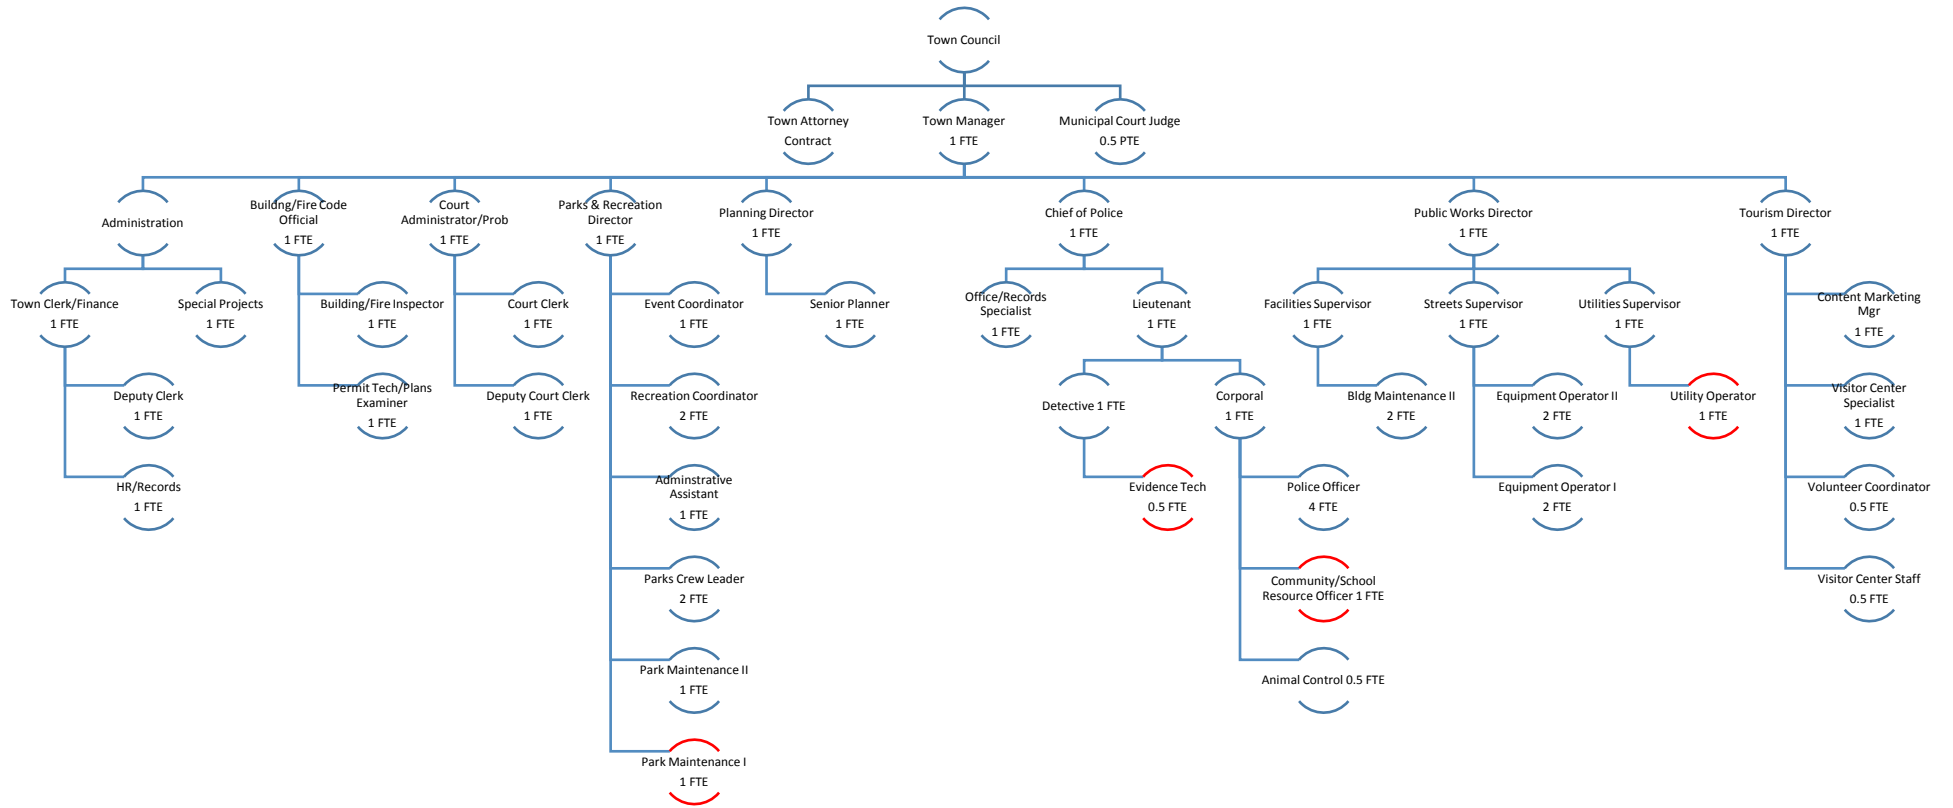 Town Council
Town Attorney
Contract
Town Manager
1 FTE
Municipal Court Judge
0.5 PTE
Administration
Building/Fire Code
Official
1 FTE
Court
Administrator/Prob
1 FTE
Parks & Recreation
Director
1 FTE
Planning Director
1 FTE
Chief of Police
1 FTE
Public Works Director
1 FTE
Tourism Director
1 FTE
Town Clerk/Finance
1 FTE
Special Projects
1 FTE
Building/Fire Inspector
1 FTE
Court Clerk
1 FTE
Event Coordinator
1 FTE
Senior Planner
1 FTE
Office/Records
Specialist
1 FTE
Lieutenant
1 FTE
Facilities Supervisor
1 FTE
Streets Supervisor
1 FTE
Utilities Supervisor
1 FTE
Content Marketing
Mgr
1 FTE
Deputy Clerk
1 FTE
Permit Tech/Plans
Examiner
1 FTE
Deputy Court Clerk
1 FTE
Recreation Coordinator
2 FTE
Detective 1 FTE
Corporal
1 FTE
Bldg Maintenance II
2 FTE
Equipment Operator II
2 FTE
Utility Operator
1 FTE
Visitor Center
Specialist
1 FTE
HR/Records
1 FTE
Adminstrative
Assistant
1 FTE
Evidence Tech
0.5 FTE
Police Officer
4 FTE
Equipment Operator I
2 FTE
Volunteer Coordinator
0.5 FTE
Parks Crew Leader
2 FTE
Community/School
Resource Officer 1 FTE
Visitor Center Staff
0.5 FTE
Park Maintenance II
1 FTE
Animal Control 0.5 FTE
Park Maintenance I
1 FTE